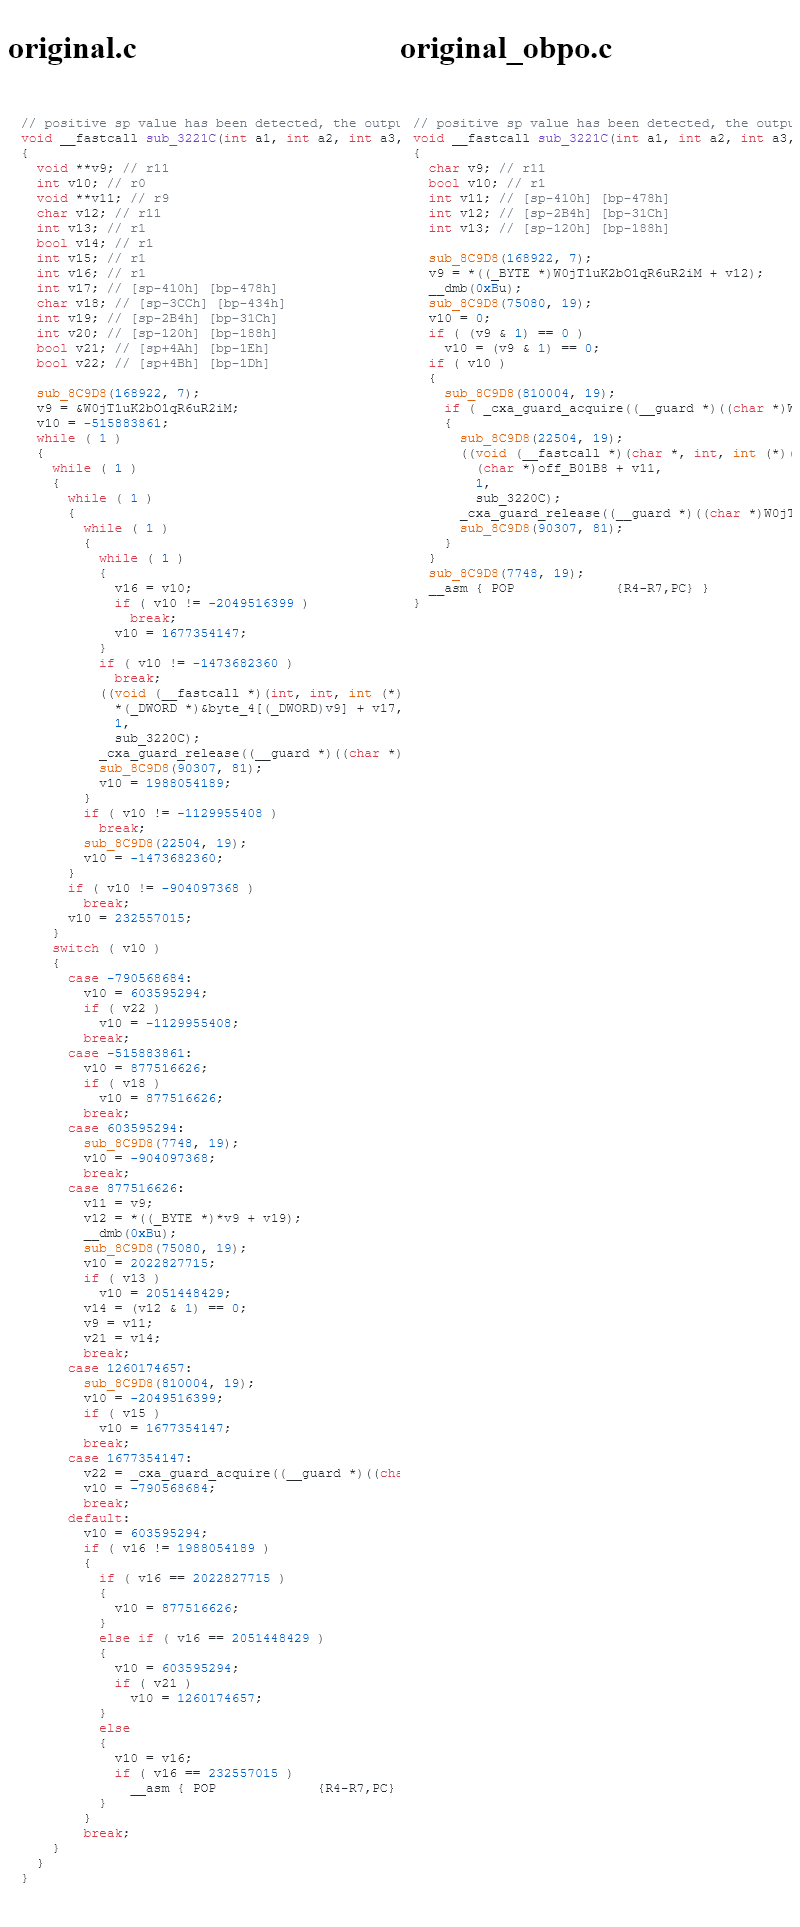 original.c
// positive sp value has been detected, the outpu
void __fastcall sub_3221C(int a1, int a2, int a3,
{
  void **v9; // r11
  int v10; // r0
  void **v11; // r9
  char v12; // r11
  int v13; // r1
  bool v14; // r1
  int v15; // r1
  int v16; // r1
  int v17; // [sp-410h] [bp-478h]
  char v18; // [sp-3CCh] [bp-434h]
  int v19; // [sp-2B4h] [bp-31Ch]
  int v20; // [sp-120h] [bp-188h]
  bool v21; // [sp+4Ah] [bp-1Eh]
  bool v22; // [sp+4Bh] [bp-1Dh]
  sub_8C9D8(168922, 7);
  v9 = &W0jT1uK2bO1qR6uR2iM;
  v10 = -515883861;
  while ( 1 )
  {
    while ( 1 )
    {
      while ( 1 )
      {
        while ( 1 )
        {
          while ( 1 )
          {
            v16 = v10;
            if ( v10 != -2049516399 )
              break;
            v10 = 1677354147;
          }
          if ( v10 != -1473682360 )
            break;
          ((void (__fastcall *)(int, int, int (*)
            *(_DWORD *)&byte_4[(_DWORD)v9] + v17,
            1,
            sub_3220C);
          _cxa_guard_release((__guard *)((char *)
          sub_8C9D8(90307, 81);
          v10 = 1988054189;
        }
        if ( v10 != -1129955408 )
          break;
        sub_8C9D8(22504, 19);
        v10 = -1473682360;
      }
      if ( v10 != -904097368 )
        break;
      v10 = 232557015;
    }
    switch ( v10 )
    {
      case -790568684:
        v10 = 603595294;
        if ( v22 )
          v10 = -1129955408;
        break;
      case -515883861:
        v10 = 877516626;
        if ( v18 )
          v10 = 877516626;
        break;
      case 603595294:
        sub_8C9D8(7748, 19);
        v10 = -904097368;
        break;
      case 877516626:
        v11 = v9;
        v12 = *((_BYTE *)*v9 + v19);
        __dmb(0xBu);
        sub_8C9D8(75080, 19);
        v10 = 2022827715;
        if ( v13 )
          v10 = 2051448429;
        v14 = (v12 & 1) == 0;
        v9 = v11;
        v21 = v14;
        break;
      case 1260174657:
        sub_8C9D8(810004, 19);
        v10 = -2049516399;
        if ( v15 )
          v10 = 1677354147;
        break;
      case 1677354147:
        v22 = _cxa_guard_acquire((__guard *)((cha
        v10 = -790568684;
        break;
      default:
        v10 = 603595294;
        if ( v16 != 1988054189 )
        {
          if ( v16 == 2022827715 )
          {
            v10 = 877516626;
          }
          else if ( v16 == 2051448429 )
          {
            v10 = 603595294;
            if ( v21 )
              v10 = 1260174657;
          }
          else
          {
            v10 = v16;
            if ( v16 == 232557015 )
              __asm { POP             {R4-R7,PC}
          }
        }
        break;
    }
  }
}
original_obpo.c
// positive sp value has been detected, the outpu
void __fastcall sub_3221C(int a1, int a2, int a3,
{
  char v9; // r11
  bool v10; // r1
  int v11; // [sp-410h] [bp-478h]
  int v12; // [sp-2B4h] [bp-31Ch]
  int v13; // [sp-120h] [bp-188h]
  sub_8C9D8(168922, 7);
  v9 = *((_BYTE *)W0jT1uK2bO1qR6uR2iM + v12);
  __dmb(0xBu);
  sub_8C9D8(75080, 19);
  v10 = 0;
  if ( (v9 & 1) == 0 )
    v10 = (v9 & 1) == 0;
  if ( v10 )
  {
    sub_8C9D8(810004, 19);
    if ( _cxa_guard_acquire((__guard *)((char *)W
    {
      sub_8C9D8(22504, 19);
      ((void (__fastcall *)(char *, int, int (*)(
        (char *)off_B01B8 + v11,
        1,
        sub_3220C);
      _cxa_guard_release((__guard *)((char *)W0jT
      sub_8C9D8(90307, 81);
    }
  }
  sub_8C9D8(7748, 19);
  __asm { POP             {R4-R7,PC} }
}